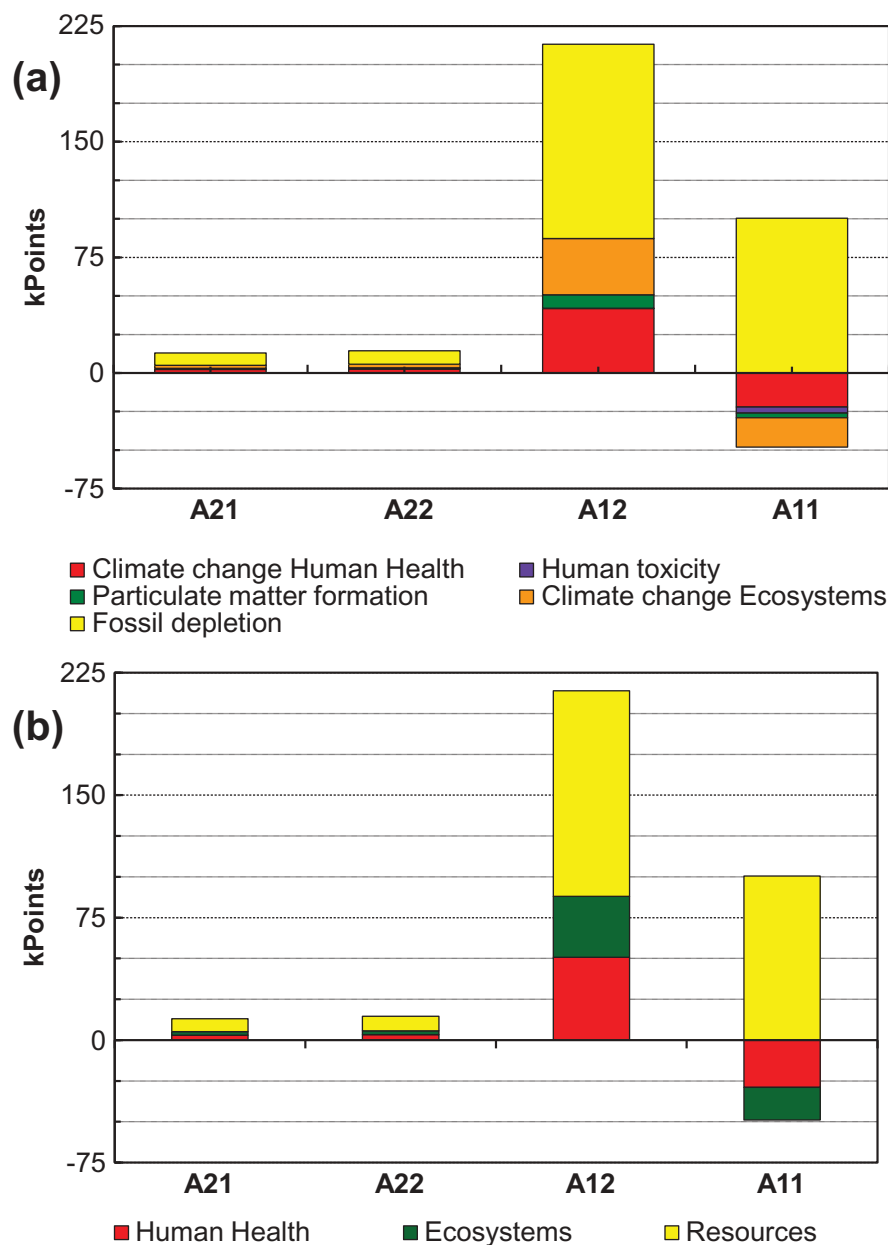 (a)
kPoints
225
150
75
0
-75
A21 A22 A12 A11
Climate change Human Health Human toxicity
Particulate matter formation Climate change Ecosystems
Fossil depletion
(b)
kPoints
225
150
75
0
-75
A21 A22 A12 A11
Human Health Ecosystems Resources